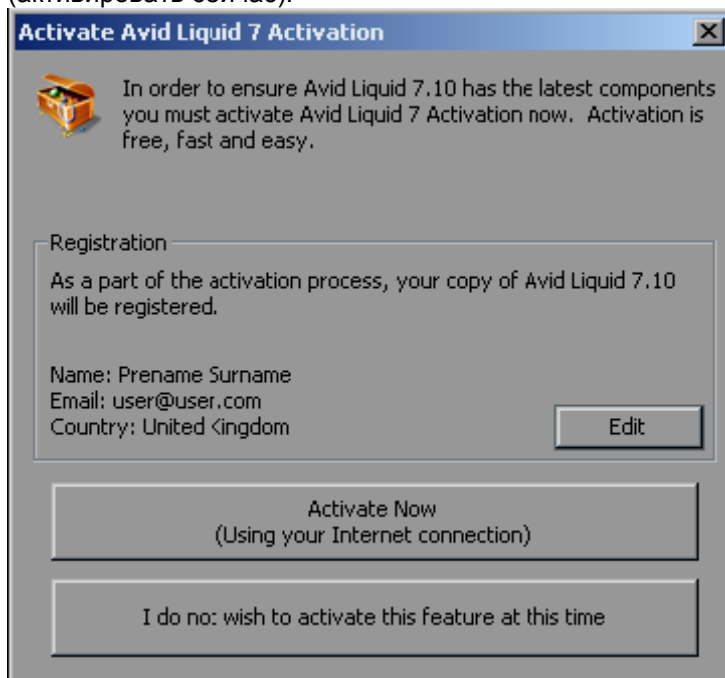 (активировать сейчас).
Activate Avid Liquid 7 Activation
In order to ensure Avid Liquid 7.10 has the latest components
you must activate Avid Liquid 7 Activation now. Activation is
free, fast and easy.
Registration
As a part of the activation process, your copy of Avid Liquid 7.10
will be registered.
Name: Prename Surname
Email: user@user.com
Country: United Kingdom
Edit
Activate Now
(Using your Internet connection)
I do not wish to activate this feature at this time